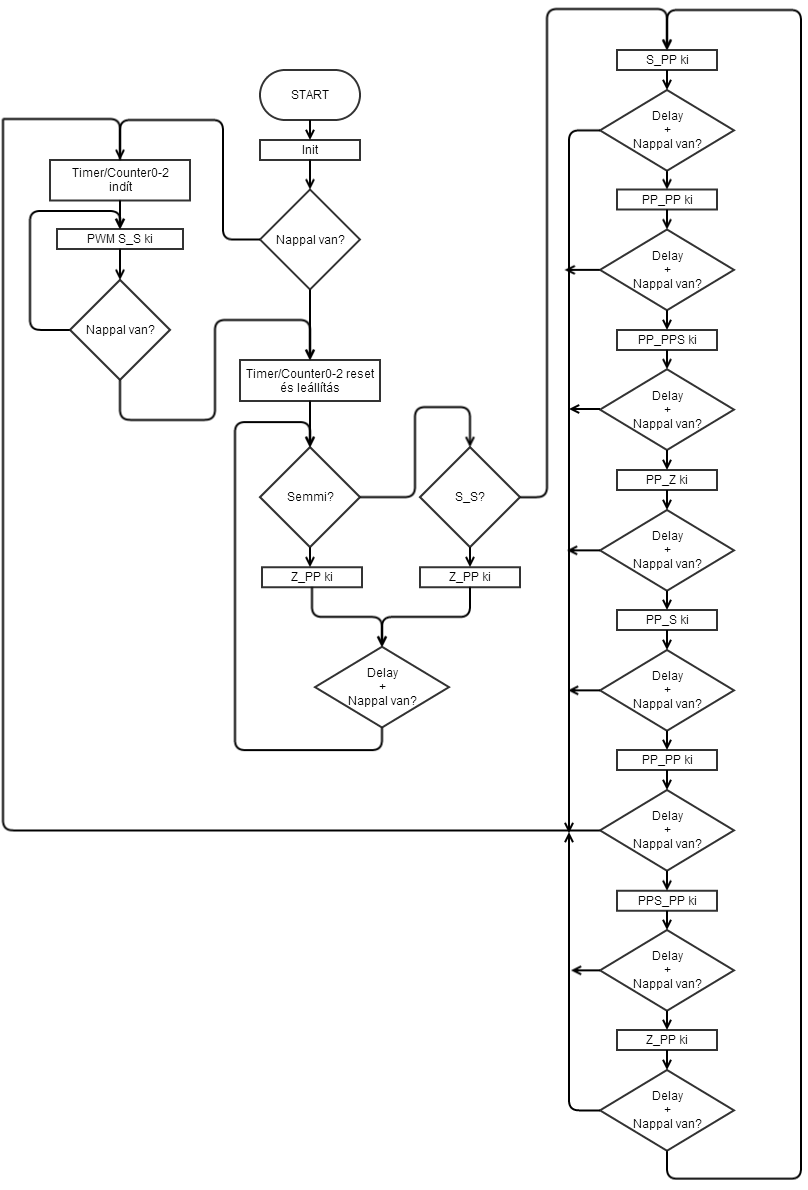 START
Init
Nappal van?
Timer/Counter0-2
indít
PWM S_S ki
Nappal van?
Timer/Counter0-2 reset
és leállítás
Semmi?
S_S?
Z_PP ki
Z_PP ki
Delay
+
Nappal van?
S_PP ki
Delay
+
Nappal van?
PP_PP ki
Delay
+
Nappal van?
PP_PPS ki
Delay
+
Nappal van?
PP_Z ki
Delay
+
Nappal van?
PP_S ki
Delay
+
Nappal van?
PP_PP ki
Delay
+
Nappal van?
PPS_PP ki
Delay
+
Nappal van?
Z_PP ki
Delay
+
Nappal van?